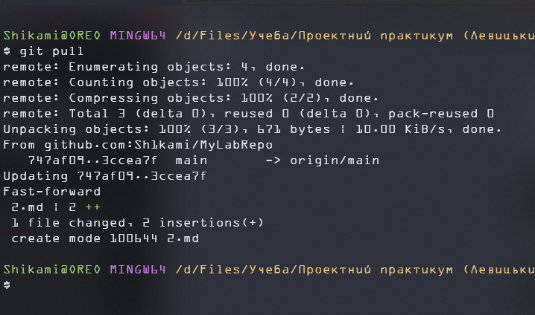 Shikami@OREO MINGW64 /d/Files/Учеба/Проектний практикум (Левицьки
$ git pull
remote: Enumerating objects: 4, done.
remote: Counting objects: 100% (4/4), done.
remote: Compressing objects: 100% (2/2), done.
remote: Total 3 (delta 0), reused 0 (delta 0), pack-reused 0
Unpacking objects: 100% (3/3), 671 bytes | 10.00 KiB/s, done.
From github.com:Sh1kami/MyLabRepo
   747af09..3ccea7f  main       -> origin/main
Updating 747af09..3ccea7f
Fast-forward
 2.md | 2 ++
 1 file changed, 2 insertions(+)
 create mode 100644 2.md
Shikami@OREO MINGW64 /d/Files/Учеба/Проектний практикум (Левицьки
$